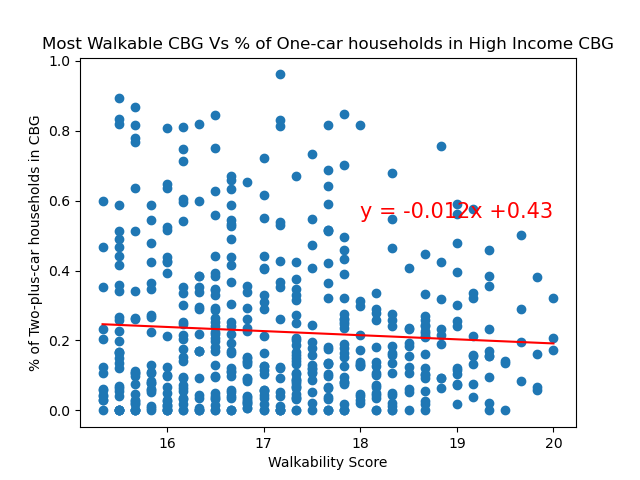 Most Walkable CBG Vs % of One-car households in High Income CBG
% of Two-plus-car households in CBG
1.0
0.8
0.6
0.4
0.2
0.0
y = -0.012x +0.43
16 17 18 19 20
Walkability Score